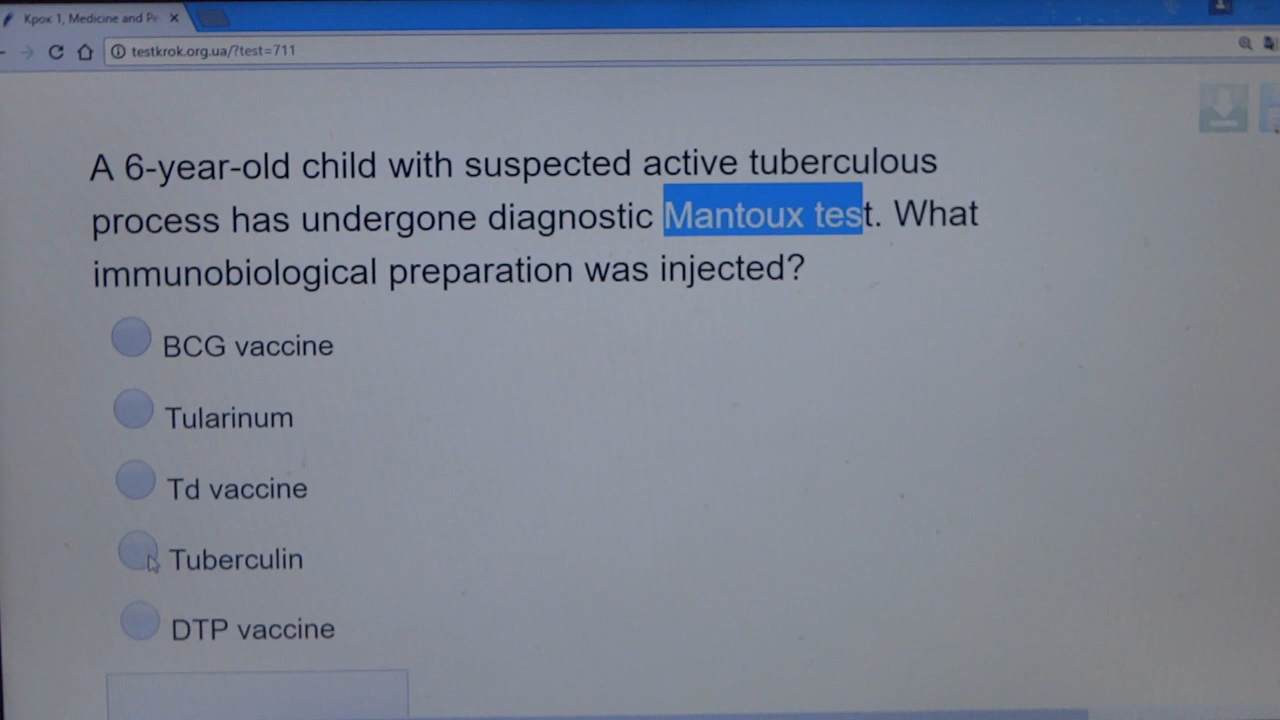 Крок 1, Medicine and Pe
testkrok.org.ua/?test=711
A 6-year-old child with suspected active tuberculous
process has undergone diagnostic Mantoux test. What
immunobiological preparation was injected?
BCG vaccine
Tularinum
Td vaccine
Tuberculin
DTP vaccine